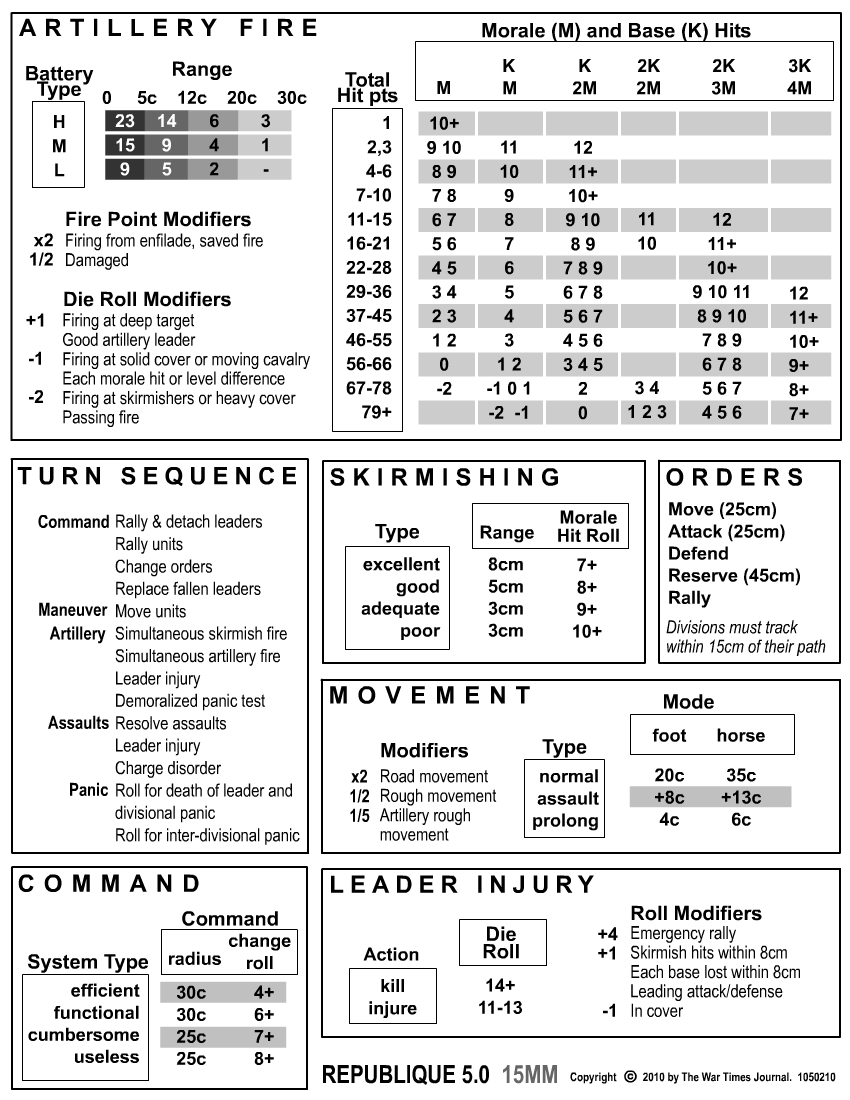 ARTILLERY FIRE
Morale (M) and Base (K) Hits
Battery Type
Range
0 5c 12c 20c 30c
H 23 14 6 3
M 15 9 4 1
L 9 5 2 -
Fire Point Modifiers
x2 Firing from enfilade, saved fire
1/2 Damaged
Die Roll Modifiers
+1 Firing at deep target
Good artillery leader
-1 Firing at solid cover or moving cavalry
Each morale hit or level difference
-2 Firing at skirmishers or heavy cover
Passing fire
Total Hit pts
K K 2K 2K 3K
M M 2M 2M 3M 4M
1 10+
2,3 9 10 11 12
4-6 8 9 10 11+
7-10 7 8 9 10+
11-15 6 7 8 9 10 11 12
16-21 5 6 7 8 9 10 11+
22-28 4 5 6 7 8 9 10+
29-36 3 4 5 6 7 8 9 10 11 12
37-45 2 3 4 5 6 7 8 9 10 11+
46-55 1 2 3 4 5 6 7 8 9 10+
56-66 0 1 2 3 4 5 6 7 8 9+
67-78 -2 -1 0 1 2 3 4 5 6 7 8+
79+ -2 -1 0 1 2 3 4 5 6 7+
TURN SEQUENCE
Command Rally & detach leaders
Rally units
Change orders
Replace fallen leaders
Maneuver Move units
Artillery Simultaneous skirmish fire
Simultaneous artillery fire
Leader injury
Demoralized panic test
Assaults Resolve assaults
Leader injury
Charge disorder
Panic Roll for death of leader and
divisional panic
Roll for inter-divisional panic
SKIRMISHING
Type Range Morale
Hit Roll
excellent 8cm 7+
good 5cm 8+
adequate 3cm 9+
poor 3cm 10+
ORDERS
Move (25cm)
Attack (25cm)
Defend
Reserve (45cm)
Rally
Divisions must track
within 15cm of their path
MOVEMENT
Modifiers
x2 Road movement
1/2 Rough movement
1/5 Artillery rough
movement
Mode
Type foot horse
normal 20c 35c
assault +8c +13c
prolong 4c 6c
COMMAND
Command
System Type radius change
roll
efficient 30c 4+
functional 30c 6+
cumbersome 25c 7+
useless 25c 8+
LEADER INJURY
Action Die
Roll
kill 14+
injure 11-13
Roll Modifiers
+4 Emergency rally
+1 Skirmish hits within 8cm
Each base lost within 8cm
Leading attack/defense
-1 In cover
REPUBLIQUE 5.0 15MM Copyright © 2010 by The War Times Journal. 1050210